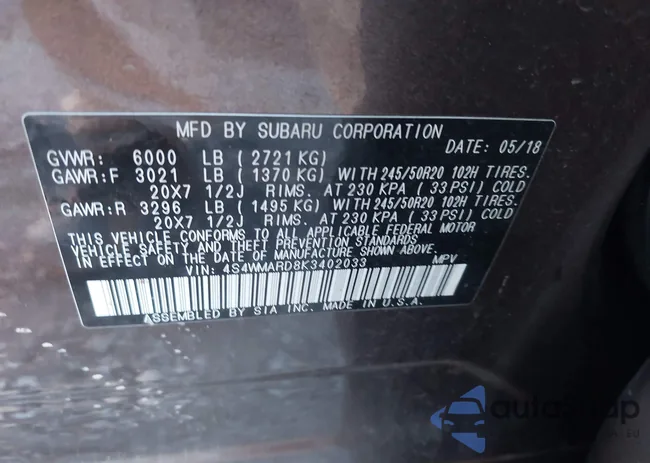 MFD BY SUBARU CORPORATION DATE: 05/18
GVWR: 6000 LB (2721 KG)
GAWR:F 3021 LB (1370 KG) WITH 245/50R20 102H TIRES.
20X7 1/2J RIMS. AT 230 KPA (33 PSI) COLD
GAWR:R 3296 LB (1495 KG) WITH 245/50R20 102H TIRES.
20X7 1/2J RIMS. AT 230 KPA (33 PSI) COLD
THIS VEHICLE CONFORMS TO ALL APPLICABLE FEDERAL MOTOR
VEHICLE SAFETY, BUMPER, AND THEFT PREVENTION STANDARDS
IN EFFECT ON THE DATE OF MANUFACTURE SHOWN ABOVE.
VIN: 4S4WMARD8K3402033 MPV
ASSEMBLED BY SIA INC. MADE IN U.S.A.